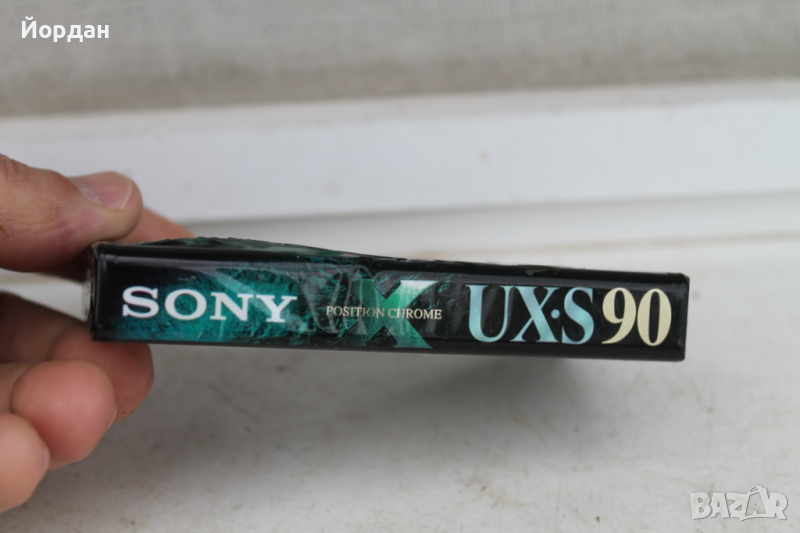 Йордан
SONY POSITION CHROME UX·S 90
BAZAR